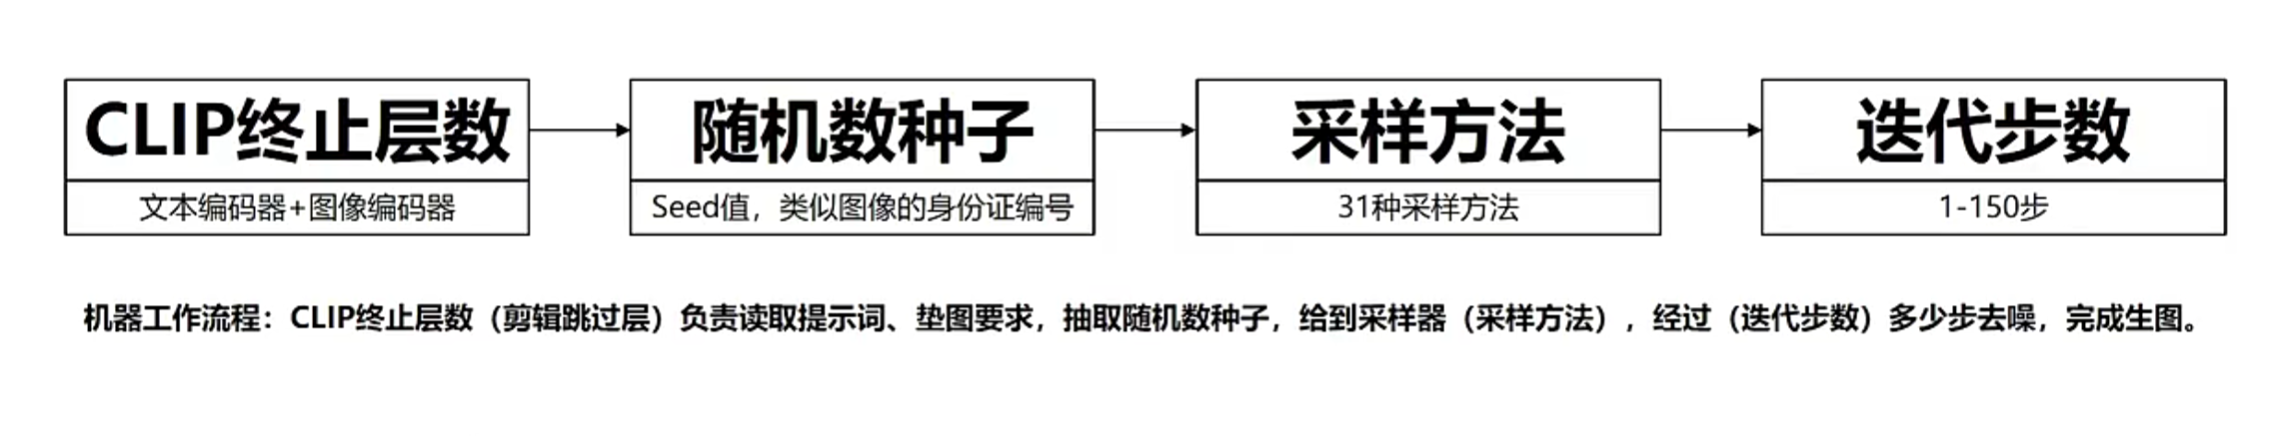 CLIP终止层数
文本编码器+图像编码器
随机数种子
Seed值，类似图像的身份证编号
采样方法
31种采样方法
迭代步数
1-150步
机器工作流程：CLIP终止层数（剪辑跳过层）负责读取提示词、垫图要求，抽取随机数种子，给到采样器（采样方法），经过（迭代步数）多少步去噪，完成生图。